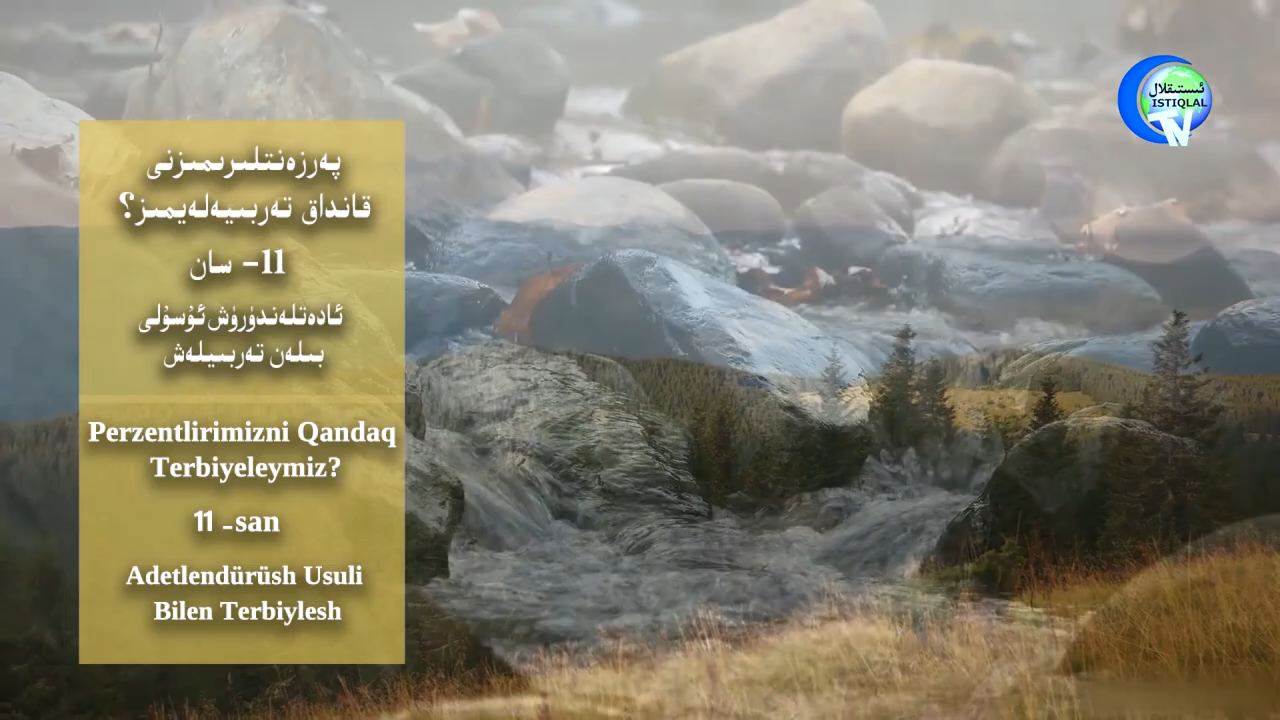 پەرزەنتلىرىمىزنى
قانداق تەربىيەلەيمىز؟
11- سان
ئادەتلەندۈرۈش ئۇسۇلى
بىلەن تەربىيىلەش
Perzentlirimizni Qandaq
Terbiyeleymiz?
11 -san
Adetlendürüsh Usuli
Bilen Terbiylesh
ئىستىقلال
ISTIQLAL
TV